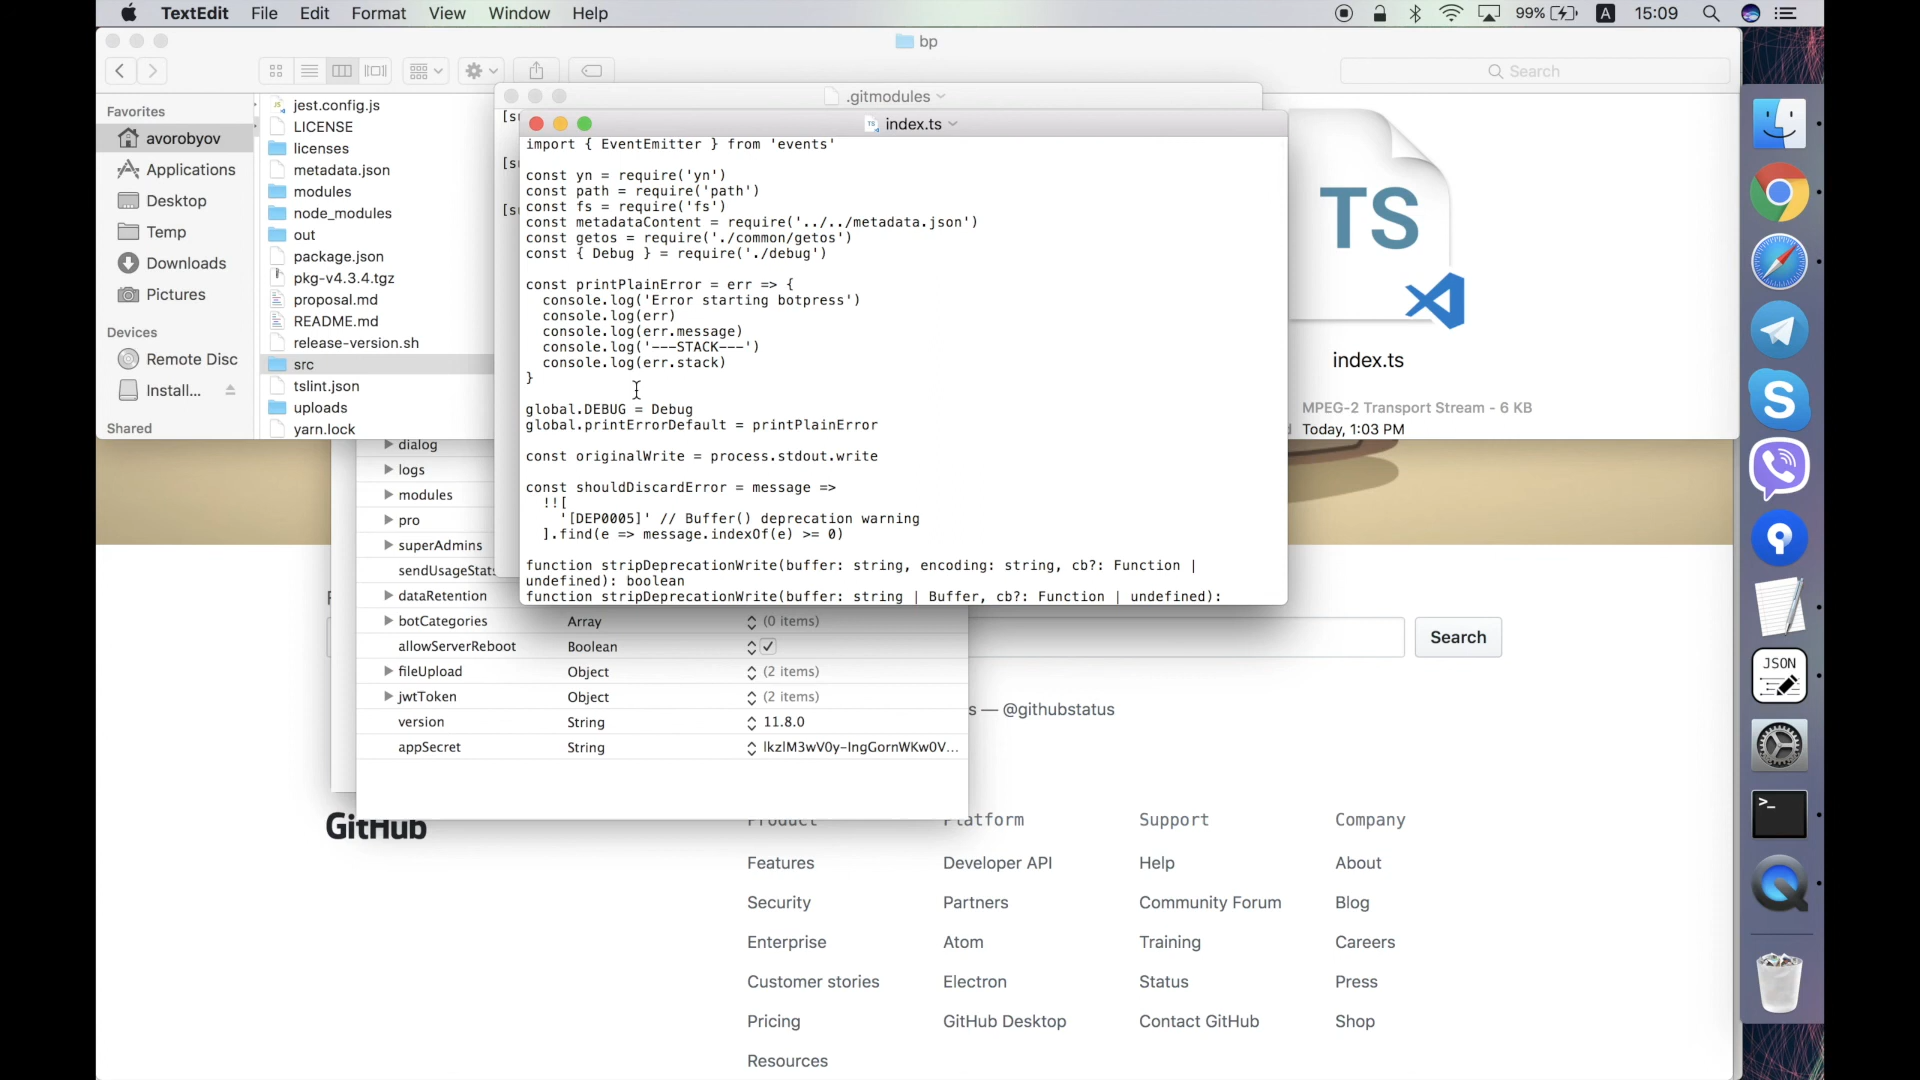 TextEdit File Edit Format View Window Help
99% A 15:09
bp
Search
Favorites
avorobyov
Applications
Desktop
Temp
Downloads
Pictures
Devices
Remote Disc
Install...
Shared
jest.config.js
LICENSE
licenses
metadata.json
modules
node_modules
out
package.json
pkg-v4.3.4.tgz
proposal.md
README.md
release-version.sh
src
tslint.json
uploads
yarn.lock
.gitmodules
[s
[s
[s
index.ts
import { EventEmitter } from 'events'
const yn = require('yn')
const path = require('path')
const fs = require('fs')
const metadataContent = require('../../metadata.json')
const getos = require('./common/getos')
const { Debug } = require('./debug')
const printPlainError = err => {
console.log('Error starting botpress')
console.log(err)
console.log(err.message)
console.log('---STACK---')
console.log(err.stack)
}
global.DEBUG = Debug
global.printErrorDefault = printPlainError
const originalWrite = process.stdout.write
const shouldDiscardError = message =>
!![
'[DEP0005]' // Buffer() deprecation warning
].find(e => message.indexOf(e) >= 0)
function stripDeprecationWrite(buffer: string, encoding: string, cb?: Function |
undefined): boolean
function stripDeprecationWrite(buffer: string | Buffer, cb?: Function | undefined):
TS
index.ts
MPEG-2 Transport Stream - 6 KB
Today, 1:03 PM
dialog
logs
modules
pro
superAdmins
sendUsageStats
dataRetention
botCategories Array (0 items)
allowServerReboot Boolean
fileUpload Object (2 items)
jwtToken Object (2 items)
version String 11.8.0
appSecret String lkzlM3wV0y-IngGornWKw0V...
Search
s — @githubstatus
GitHub
Product
Features
Security
Enterprise
Customer stories
Pricing
Resources
Platform
Developer API
Partners
Atom
Electron
GitHub Desktop
Support
Help
Community Forum
Training
Status
Contact GitHub
Company
About
Blog
Careers
Press
Shop
JSON
>_